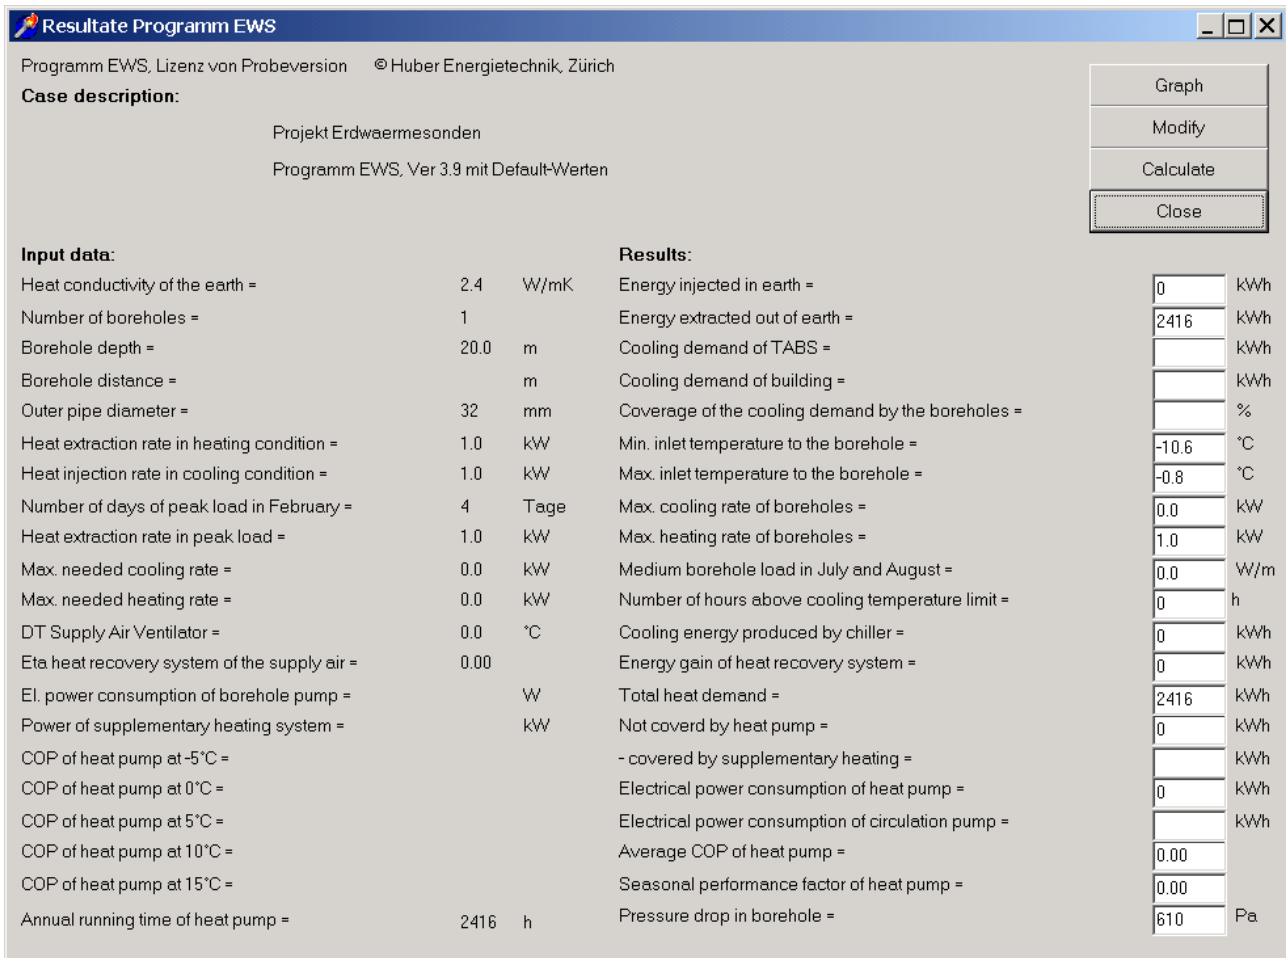 Resultate Programm EWS
Programm EWS, Lizenz von Probeversion © Huber Energietechnik, Zürich
Case description:
Projekt Erdwaermesonden
Programm EWS, Ver 3.9 mit Default-Werten
Graph
Modify
Calculate
Close
Input data:
Heat conductivity of the earth = 2.4 W/mK
Number of boreholes = 1
Borehole depth = 20.0 m
Borehole distance = m
Outer pipe diameter = 32 mm
Heat extraction rate in heating condition = 1.0 kW
Heat injection rate in cooling condition = 1.0 kW
Number of days of peak load in February = 4 Tage
Heat extraction rate in peak load = 1.0 kW
Max. needed cooling rate = 0.0 kW
Max. needed heating rate = 0.0 kW
DT Supply Air Ventilator = 0.0 °C
Eta heat recovery system of the supply air = 0.00
El. power consumption of borehole pump = W
Power of supplementary heating system = kW
COP of heat pump at -5°C =
COP of heat pump at 0°C =
COP of heat pump at 5°C =
COP of heat pump at 10°C =
COP of heat pump at 15°C =
Annual running time of heat pump = 2416 h
Results:
Energy injected in earth = 0 kWh
Energy extracted out of earth = 2416 kWh
Cooling demand of TABS = kWh
Cooling demand of building = kWh
Coverage of the cooling demand by the boreholes = %
Min. inlet temperature to the borehole = -10.6 °C
Max. inlet temperature to the borehole = -0.8 °C
Max. cooling rate of boreholes = 0.0 kW
Max. heating rate of boreholes = 1.0 kW
Medium borehole load in July and August = 0.0 W/m
Number of hours above cooling temperature limit = 0 h
Cooling energy produced by chiller = 0 kWh
Energy gain of heat recovery system = 0 kWh
Total heat demand = 2416 kWh
Not coverd by heat pump = 0 kWh
- covered by supplementary heating = kWh
Electrical power consumption of heat pump = 0 kWh
Electrical power consumption of circulation pump = kWh
Average COP of heat pump = 0.00
Seasonal performance factor of heat pump = 0.00
Pressure drop in borehole = 610 Pa